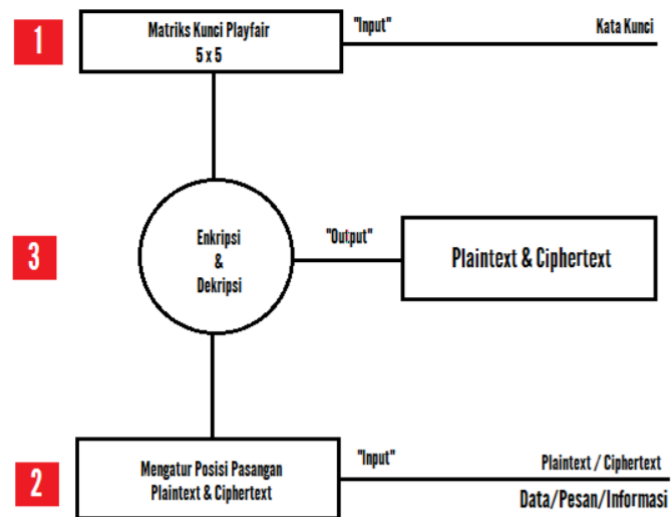 1
Matriks Kunci Playfair
5 x 5
"Input"
Kata Kunci
3
Enkripsi
&
Dekripsi
"Output"
Plaintext & Ciphertext
2
Mengatur Posisi Pasangan
Plaintext & Ciphertext
"Input"
Plaintext / Ciphertext
Data/Pesan/Informasi